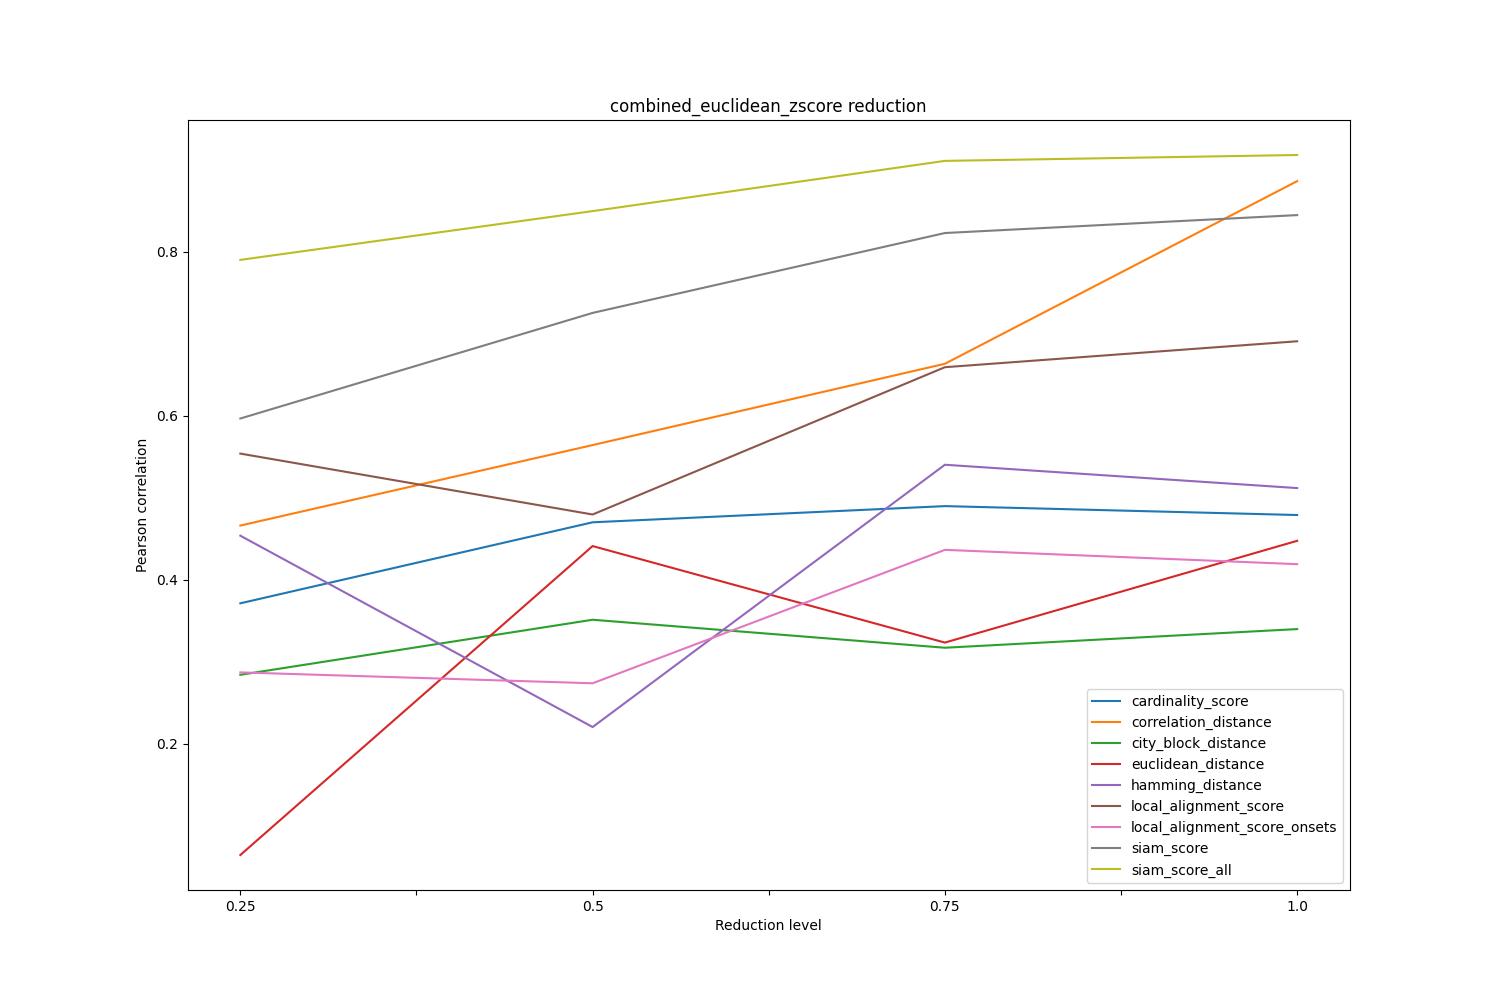 combined_euclidean_zscore reduction
Pearson correlation
0.8
0.6
0.4
0.2
0.25
0.5
0.75
1.0
Reduction level
cardinality_score
correlation_distance
city_block_distance
euclidean_distance
hamming_distance
local_alignment_score
local_alignment_score_onsets
siam_score
siam_score_all